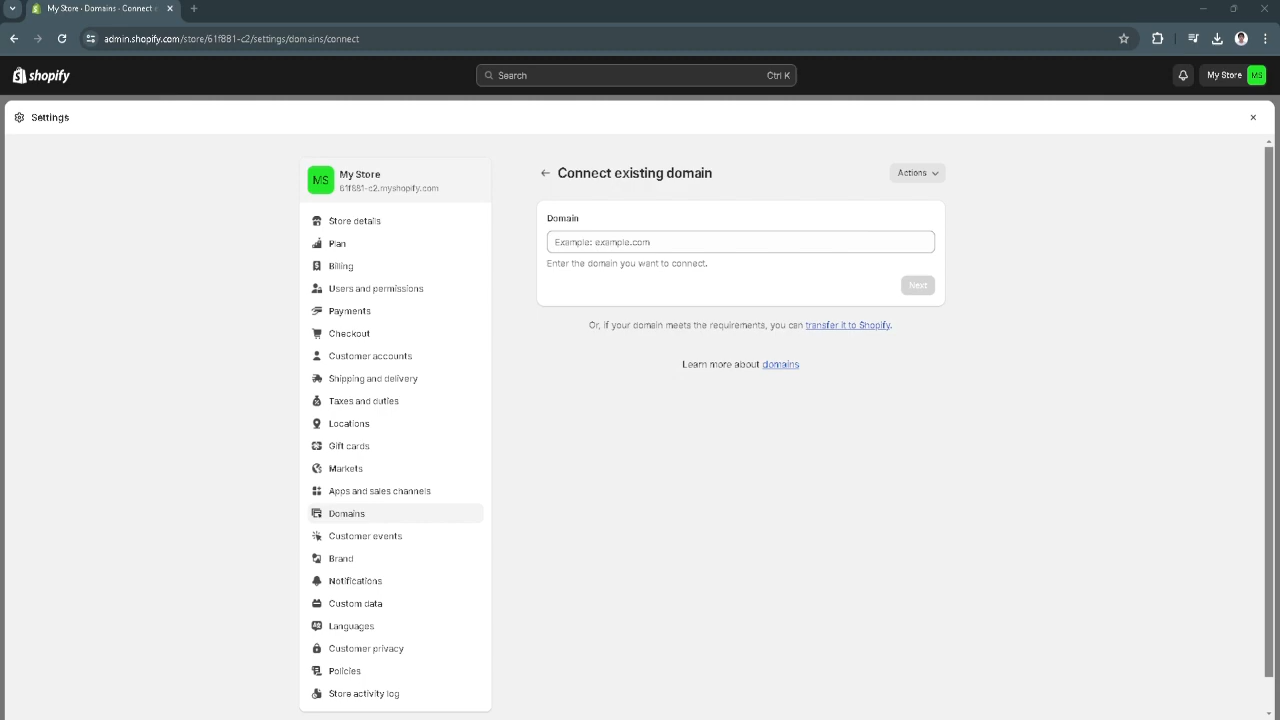 My Store · Domains · Connect e
admin.shopify.com/store/61f881-c2/settings/domains/connect
shopify
Search
Ctrl K
My Store
MS
Settings
MS
My Store
61f881-c2.myshopify.com
Store details
Plan
Billing
Users and permissions
Payments
Checkout
Customer accounts
Shipping and delivery
Taxes and duties
Locations
Gift cards
Markets
Apps and sales channels
Domains
Customer events
Brand
Notifications
Custom data
Languages
Customer privacy
Policies
Store activity log
Connect existing domain
Actions
Domain
Example: example.com
Enter the domain you want to connect.
Next
Or, if your domain meets the requirements, you can transfer it to Shopify.
Learn more about domains